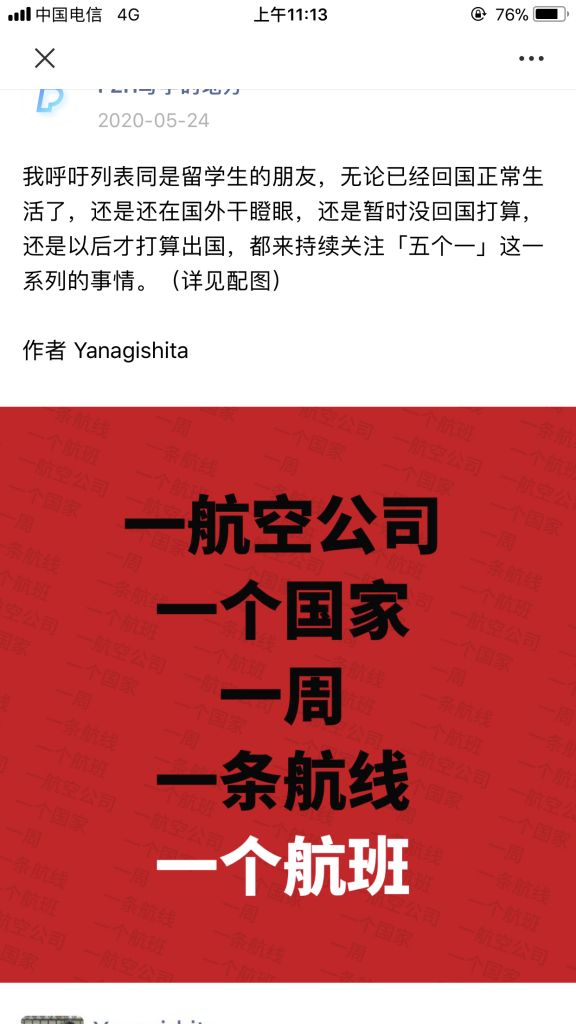 中国电信 4G 上午11:13 76%
2020-05-24
我呼吁列表同是留学生的朋友，无论已经回国正常生
活了，还是还在国外干瞪眼，还是暂时没回国打算，
还是以后才打算出国，都来持续关注「五个一」这一
系列的事情。（详见配图）
作者 Yanagishita
一航空公司
一个国家
一周
一条航线
一个航班